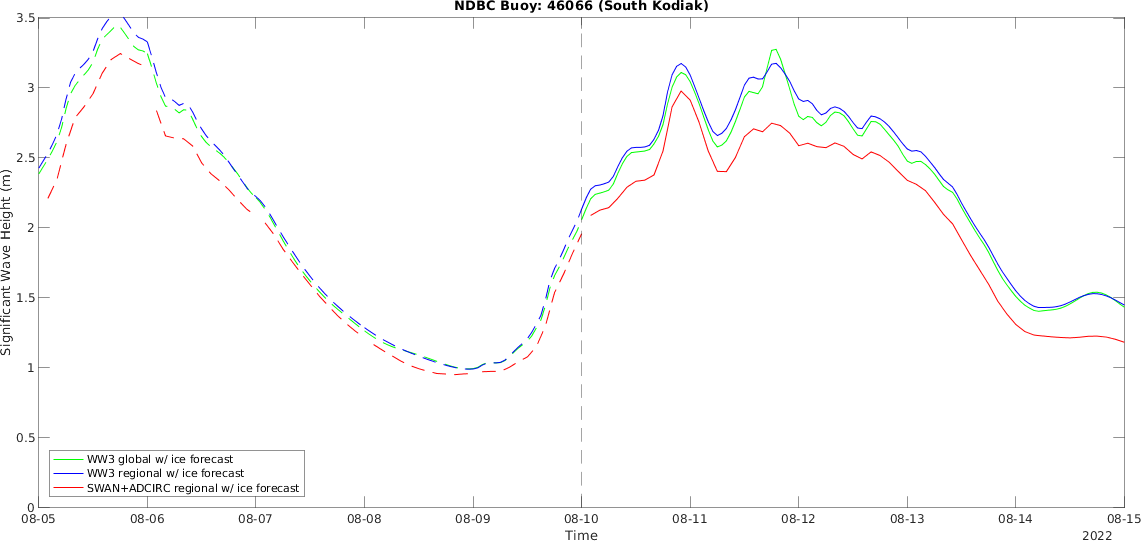 NDBC Buoy: 46066 (South Kodiak)
3.5
3
2.5
2
1.5
1
0.5
0
Significant Wave Height (m)
WW3 global w/ ice forecast
WW3 regional w/ ice forecast
SWAN+ADCIRC regional w/ ice forecast
08-05 08-06 08-07 08-08 08-09 08-10 08-11 08-12 08-13 08-14 08-15
Time
2022